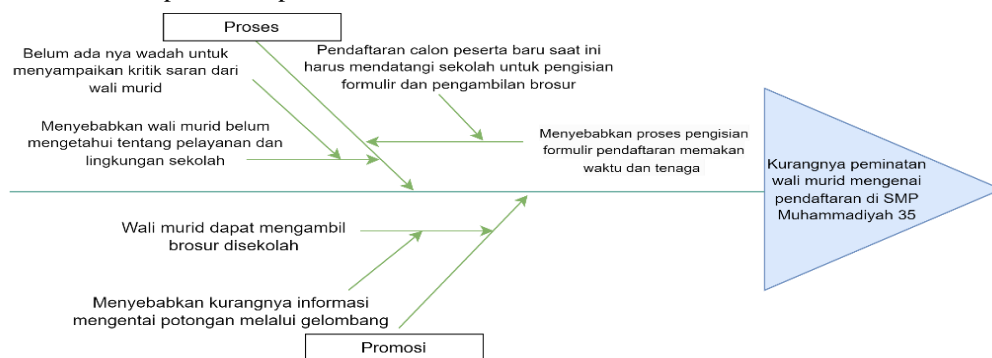 Proses
Belum ada nya wadah untuk
menyampaikan kritik saran dari
wali murid
Pendaftaran calon peserta baru saat ini
harus mendatangi sekolah untuk pengisian
formulir dan pengambilan brosur
Menyebabkan wali murid belum
mengetahui tentang pelayanan dan
lingkungan sekolah
Menyebabkan proses pengisian
formulir pendaftaran memakan
waktu dan tenaga
Kurangnya peminatan
wali murid mengenai
pendaftaran di SMP
Muhammadiyah 35
Wali murid dapat mengambil
brosur disekolah
Menyebabkan kurangnya informasi
mengentai potongan melalui gelombang
Promosi